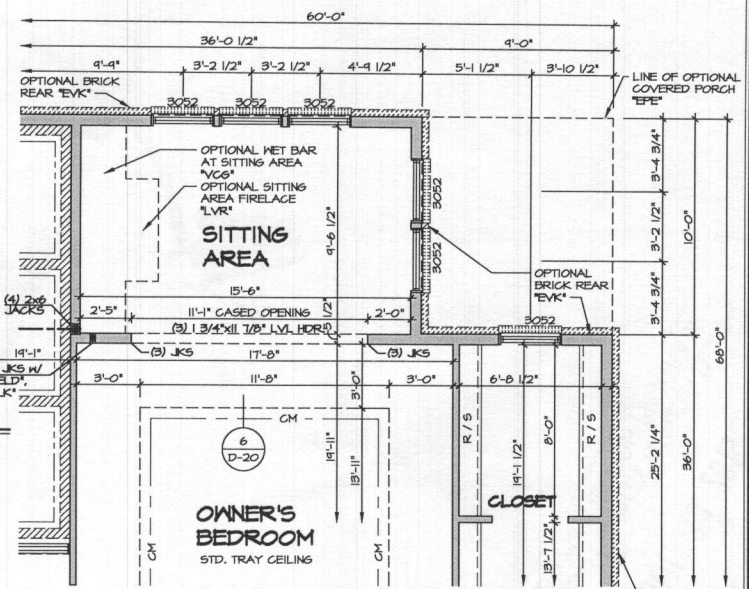 60'-0"
36'-0 1/2"
9'-0"
9'-9"
3'-2 1/2"
3'-2 1/2"
4'-9 1/2"
5'-1 1/2"
3'-10 1/2"
OPTIONAL BRICK
REAR "EVK"
3052
3052
3052
LINE OF OPTIONAL
COVERED PORCH
"EPE"
OPTIONAL WET BAR
AT SITTING AREA
"VCG"
OPTIONAL SITTING
AREA FIRELACE
"LVR"
SITTING
AREA
9'-6 1/2"
3052
3052
3'-4 3/4"
3'-2 1/2"
3'-4 3/4"
10'-0"
68'-0"
OPTIONAL
BRICK REAR
"EVK"
15'-6"
(4) 2x6
JACKS
2'-5"
11'-1" CASED OPENING
2'-0"
(3) 1 3/4"x11 7/8" LVL HDR
3052
19'-1"
(3) JKS
17'-8"
(3) JKS
JKS W/
3'-0"
11'-8"
3'-0"
6'-8 1/2"
3'-0"
CM
6
D-20
19'-11"
13'-11"
R / S
19'-1 1/2"
8'-0"
R / S
25'-2 1/4"
36'-0"
OWNER'S
BEDROOM
STD. TRAY CEILING
CLOSET
CM
CM
13'-7 1/2"